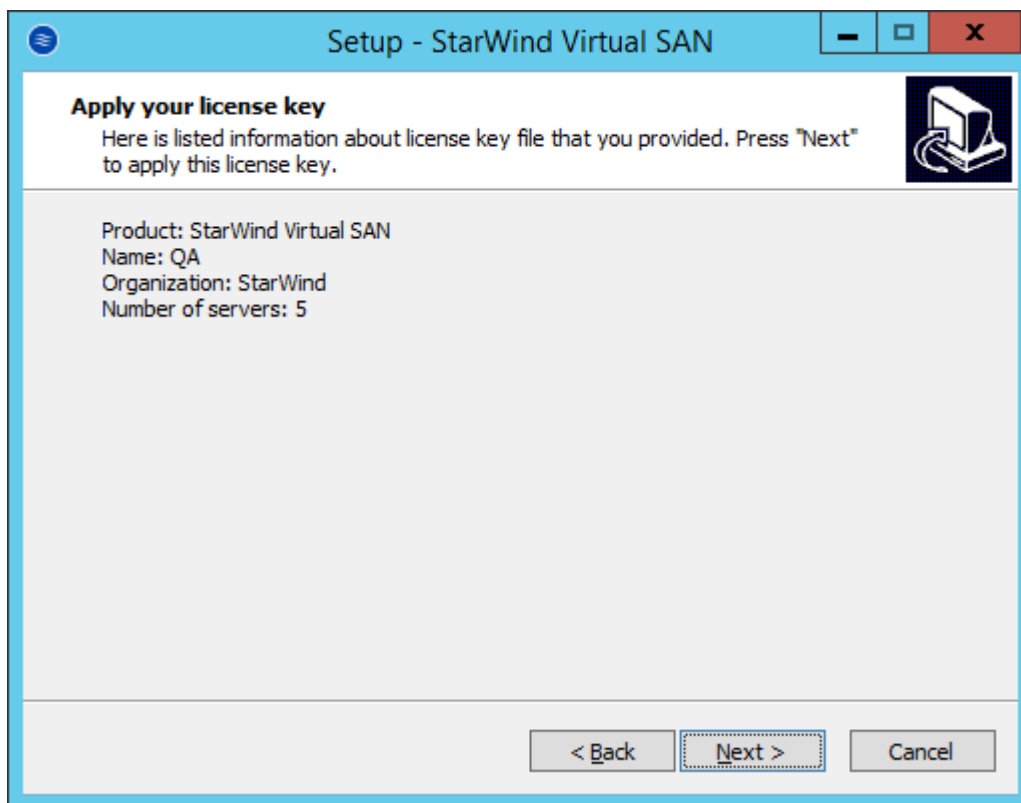 Setup - StarWind Virtual SAN
Apply your license key
Here is listed information about license key file that you provided. Press "Next"
to apply this license key.
Product: StarWind Virtual SAN
Name: QA
Organization: StarWind
Number of servers: 5
< Back
Next >
Cancel